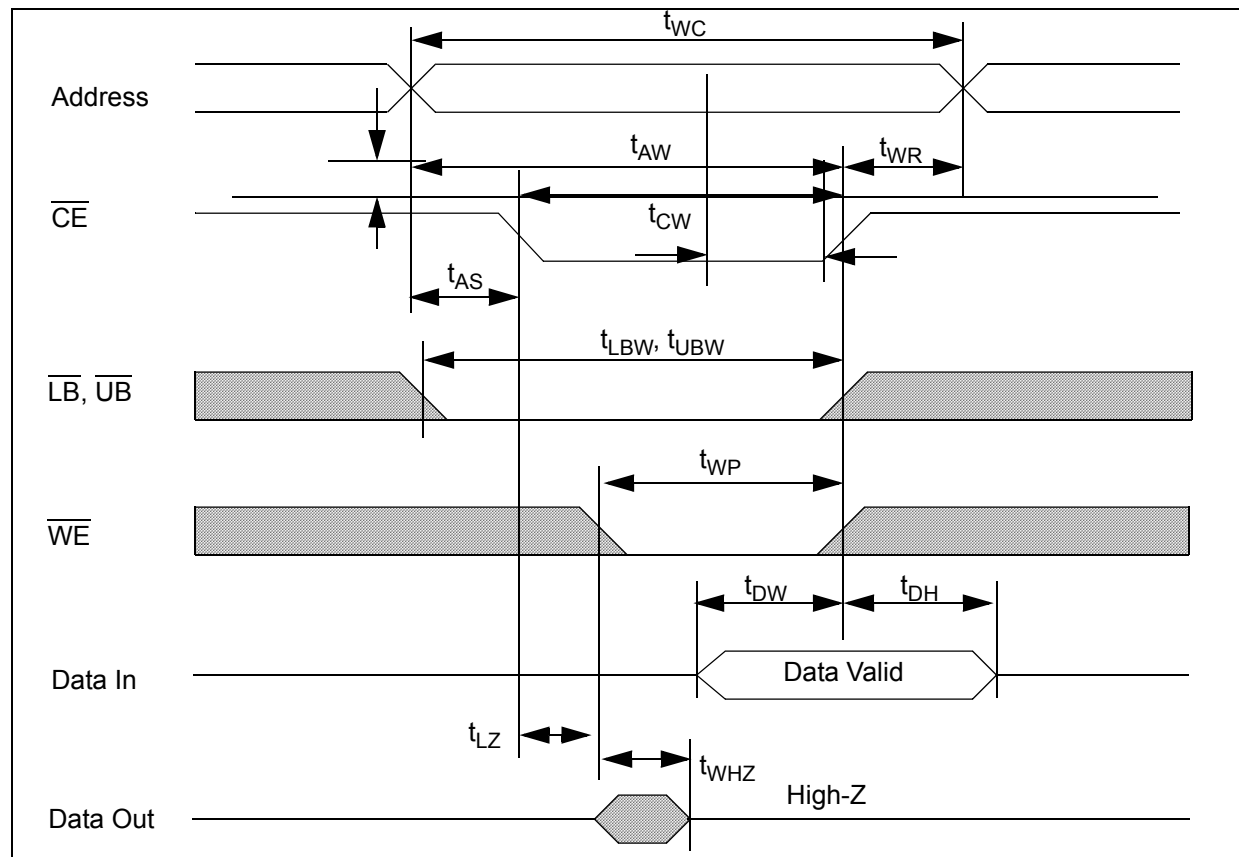 tWC
Address
tAW
tWR
CE
tCW
tAS
tLBW, tUBW
LB, UB
tWP
WE
tDW
tDH
Data In
Data Valid
tLZ
tWHZ
Data Out
High-Z